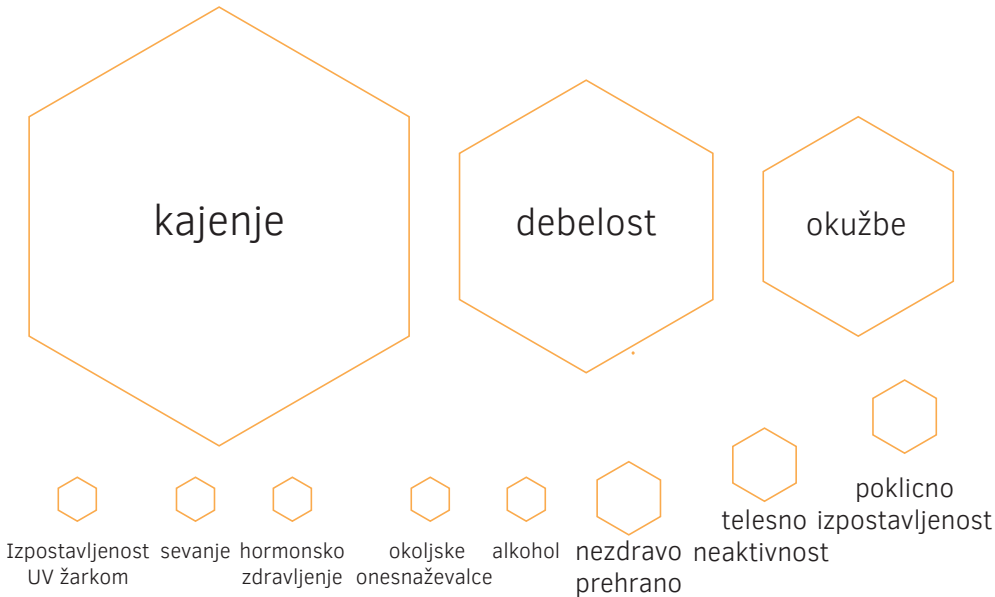 kajenje
debelost
okužbe
Izpostavljenost
UV žarkom
sevanje
hormonsko
zdravljenje
okoljske
onesnaževalce
alkohol
nezdravo
prehrano
telesno
neaktivnost
poklicno
izpostavljenost